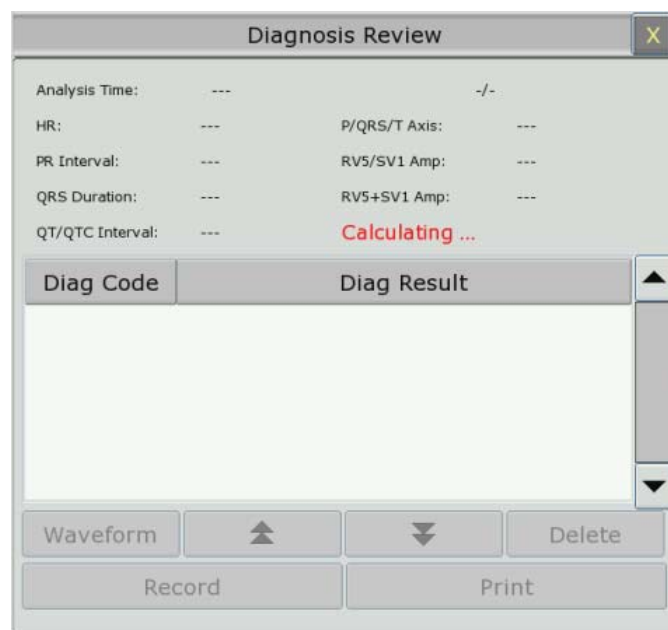 Diagnosis Review X
Analysis Time: --- -/-
HR: --- P/QRS/T Axis: ---
PR Interval: --- RV5/SV1 Amp: ---
QRS Duration: --- RV5+SV1 Amp: ---
QT/QTC Interval: --- Calculating ...
Diag Code Diag Result
Waveform Delete
Record Print